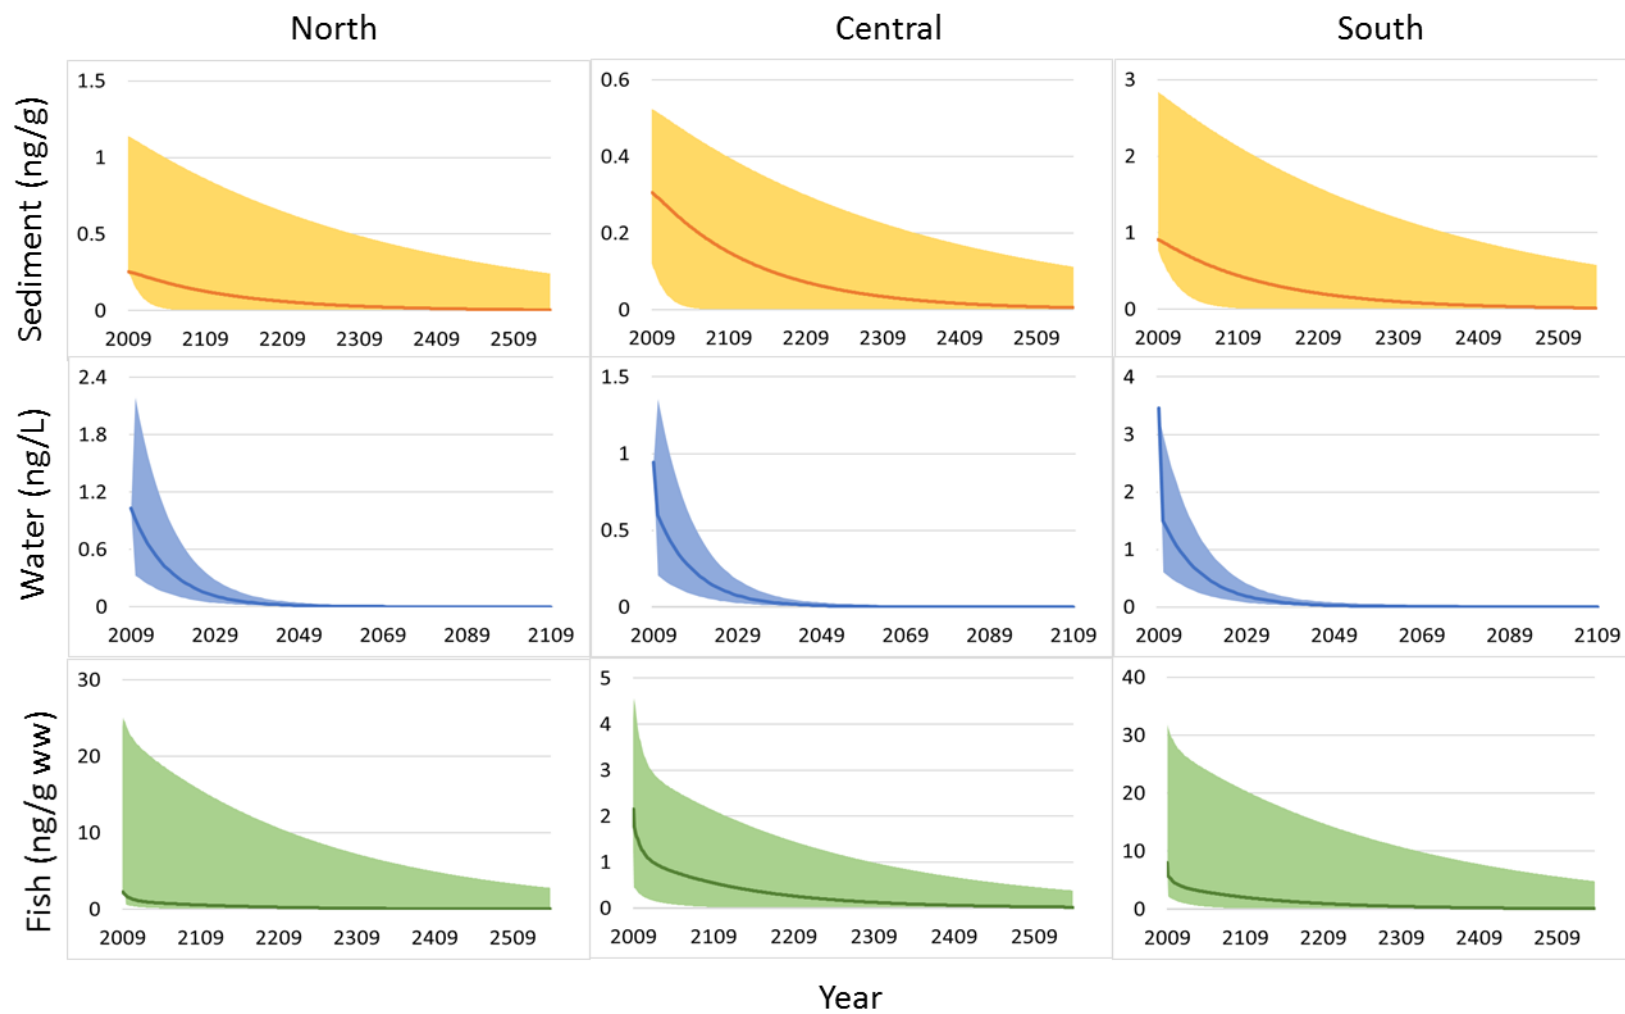 North Central South
Sediment (ng/g)
1.5
1
0.5
0
2009 2109 2209 2309 2409 2509
0.6
0.4
0.2
0
2009 2109 2209 2309 2409 2509
3
2
1
0
2009 2109 2209 2309 2409 2509
Water (ng/L)
2.4
1.8
1.2
0.6
0
2009 2029 2049 2069 2089 2109
1.5
1
0.5
0
2009 2029 2049 2069 2089 2109
4
3
2
1
0
2009 2029 2049 2069 2089 2109
Fish (ng/g ww)
30
20
10
0
2009 2109 2209 2309 2409 2509
5
4
3
2
1
0
2009 2109 2209 2309 2409 2509
40
30
20
10
0
2009 2109 2209 2309 2409 2509
Year